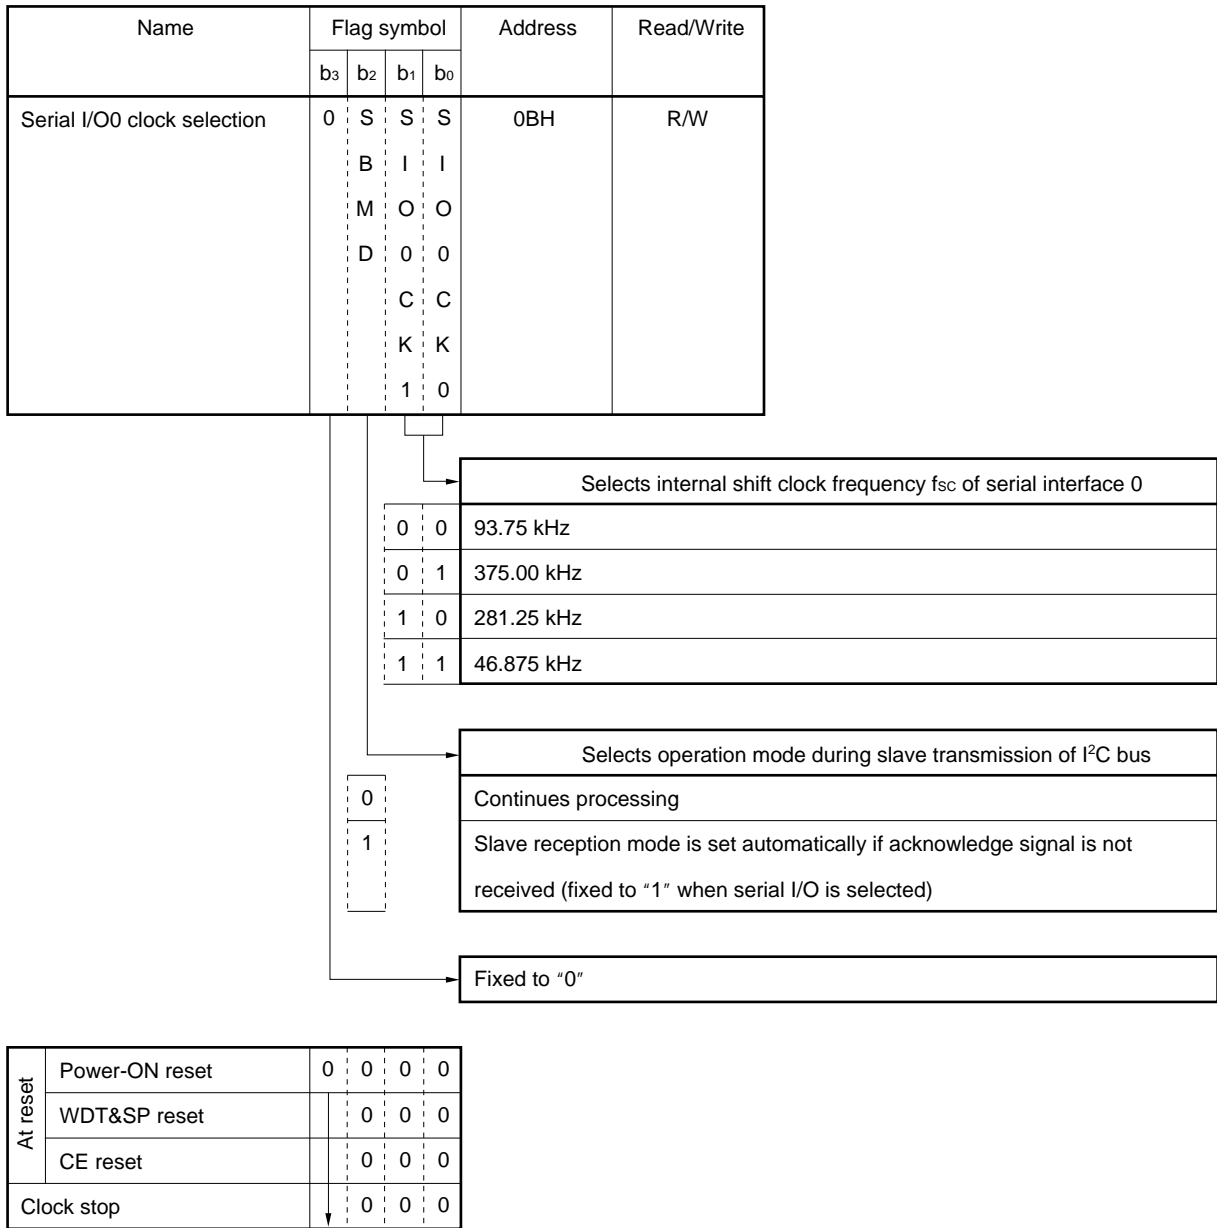 Name Flag symbol Address Read/Write
b3 b2 b1 b0
Serial I/O0 clock selection 0 S S S 0BH R/W
B I I
M O O
D 0 0
C C
K K
1 0
Selects internal shift clock frequency fSC of serial interface 0
0 0 93.75 kHz
0 1 375.00 kHz
1 0 281.25 kHz
1 1 46.875 kHz
Selects operation mode during slave transmission of I²C bus
0 Continues processing
1 Slave reception mode is set automatically if acknowledge signal is not
received (fixed to “1” when serial I/O is selected)
Fixed to “0”
At reset
Power-ON reset 0 0 0 0
WDT&SP reset 0 0 0
CE reset 0 0 0
Clock stop 0 0 0